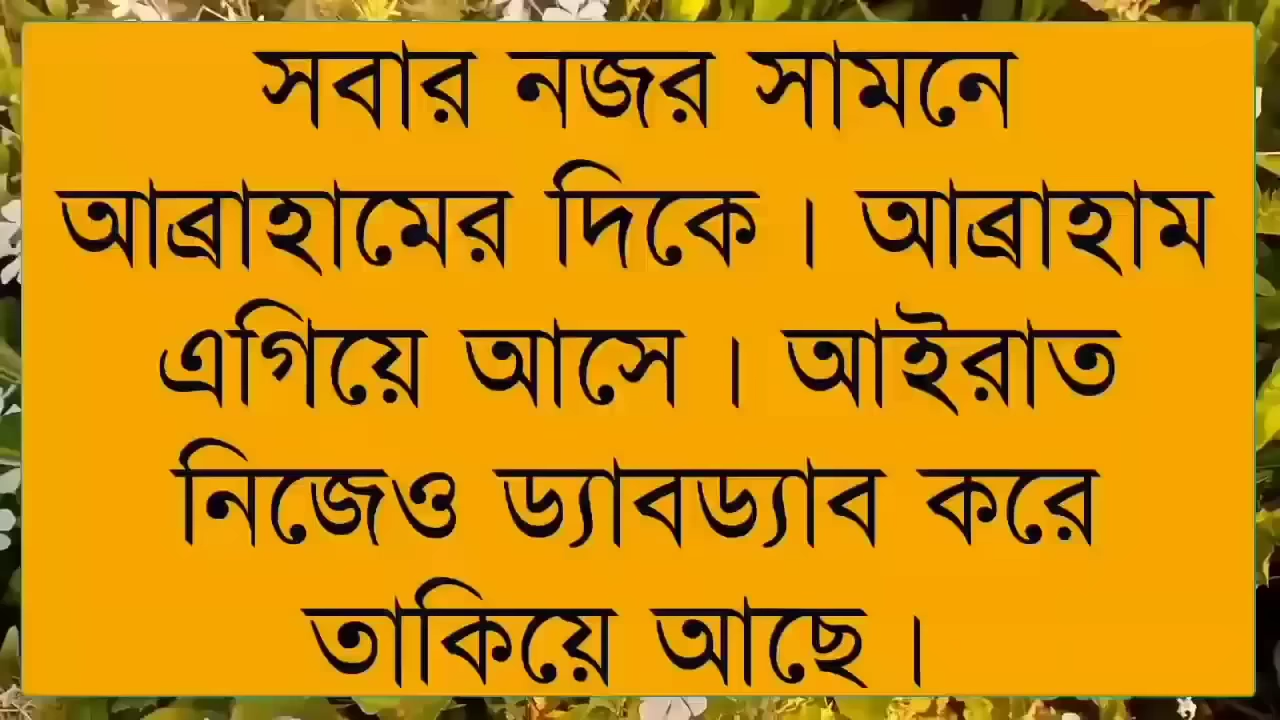 সবার নজর সামনে
আব্রাহামের দিকে। আব্রাহাম
এগিয়ে আসে। আইরাত
নিজেও ড্যাবড্যাব করে
তাকিয়ে আছে।